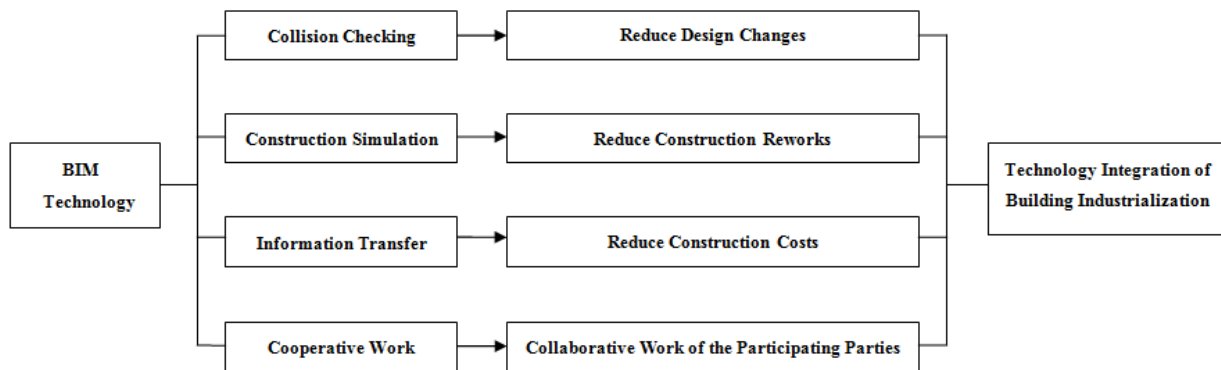 Collision Checking
Reduce Design Changes
Construction Simulation
Reduce Construction Reworks
BIM
Technology
Technology Integration of
Building Industrialization
Information Transfer
Reduce Construction Costs
Cooperative Work
Collaborative Work of the Participating Parties